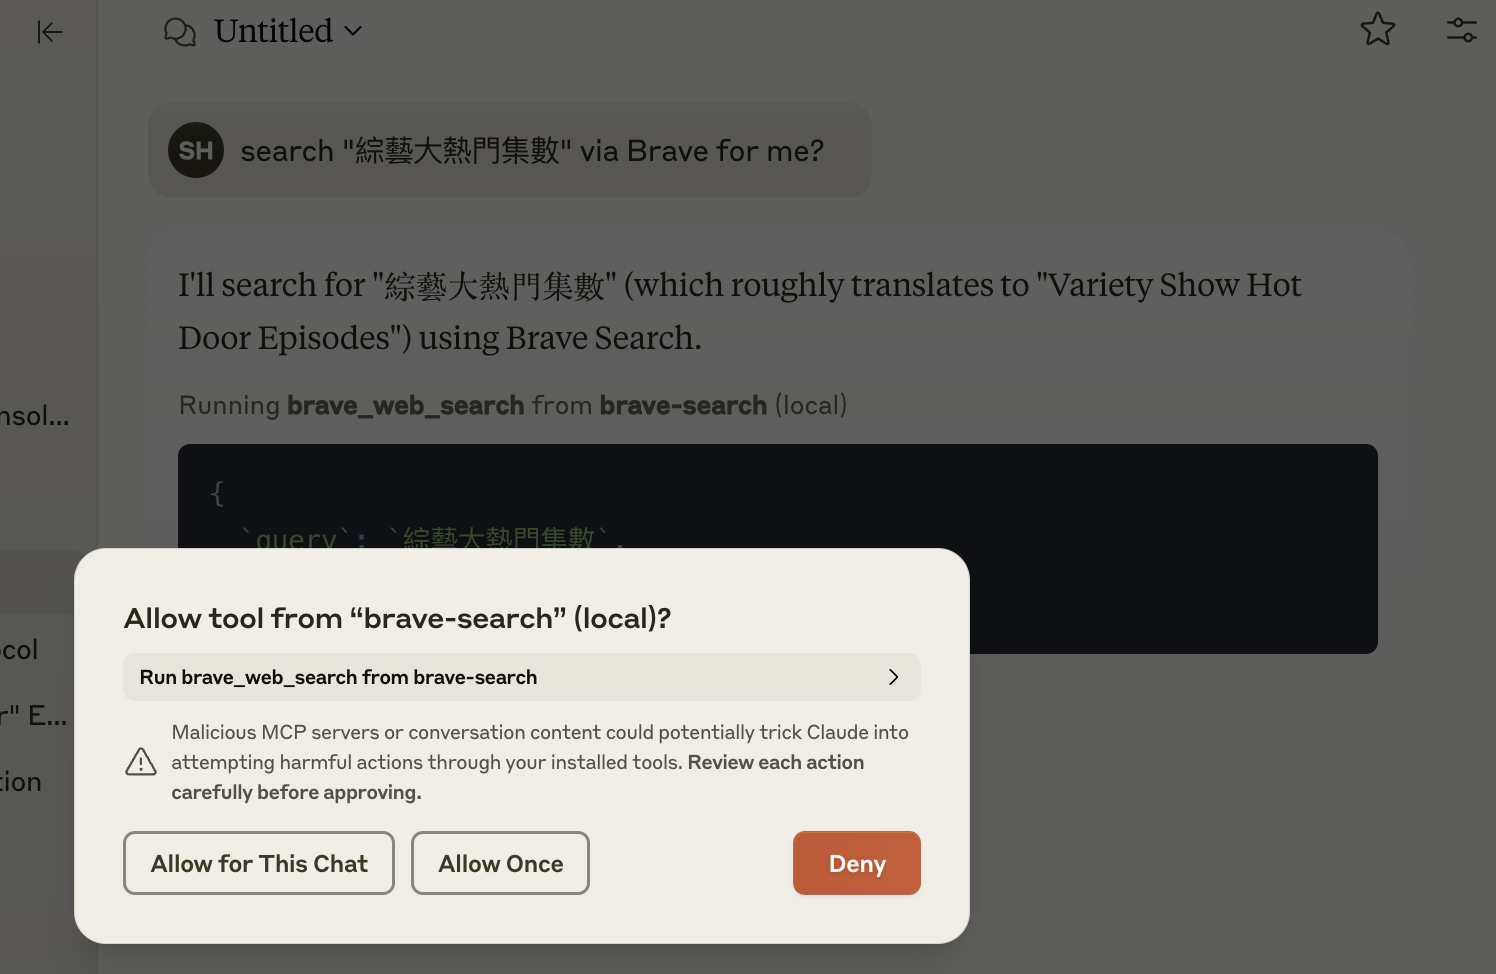 Untitled
SH
search "綜藝大熱門集數" via Brave for me?
I'll search for "綜藝大熱門集數" (which roughly translates to "Variety Show Hot
Door Episodes") using Brave Search.
Running brave_web_search from brave-search (local)
nsol...
{
`query`: `綜藝大熱門集數`,
Allow tool from “brave-search” (local)?
Run brave_web_search from brave-search
Malicious MCP servers or conversation content could potentially trick Claude into
attempting harmful actions through your installed tools. Review each action
carefully before approving.
Allow for This Chat
Allow Once
Deny
ocol
r" E...
tion